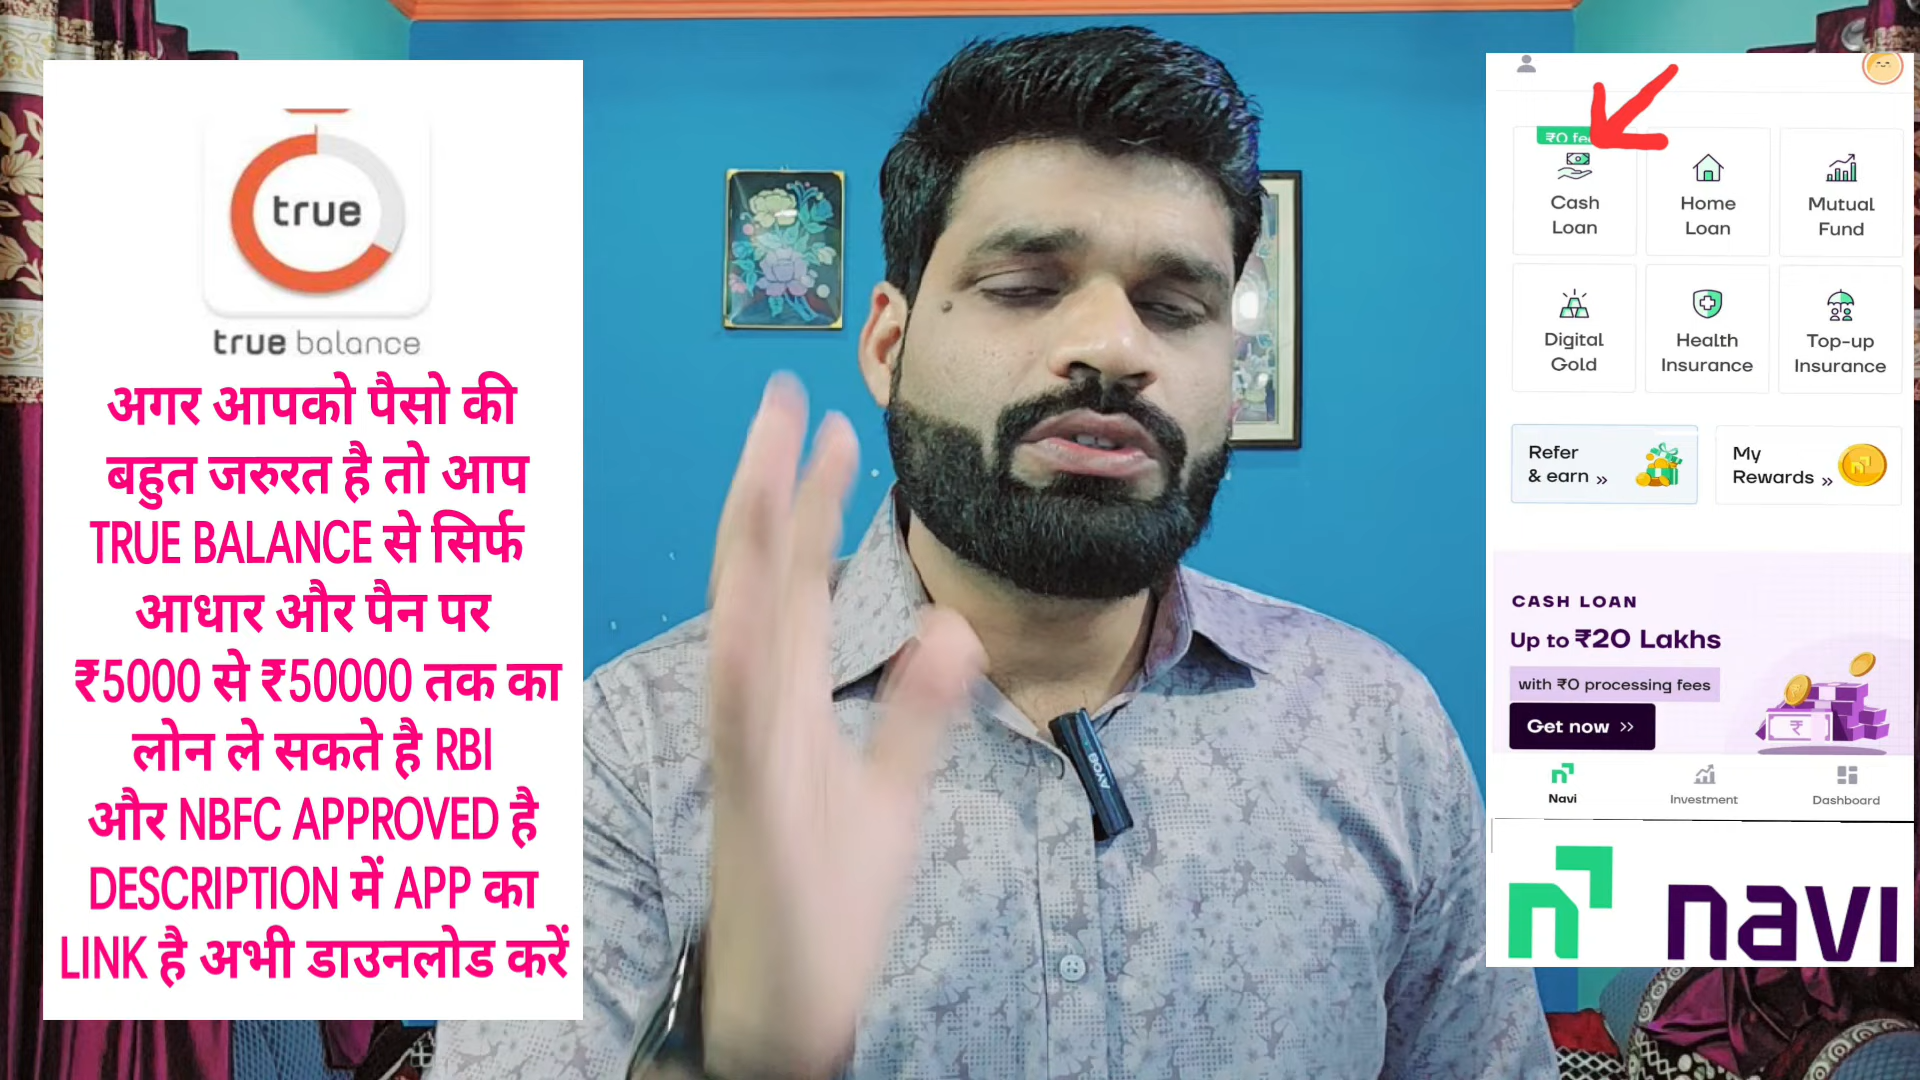 true
true balance
अगर आपको पैसो की
बहुत जरुरत है तो आप
TRUE BALANCE से सिर्फ
आधार और पैन पर
₹5000 से ₹50000 तक का
लोन ले सकते है RBI
और NBFC APPROVED है
DESCRIPTION में APP का
LINK है अभी डाउनलोड करें
AYOB
₹0 fe
Cash
Loan
Home
Loan
Mutual
Fund
Digital
Gold
Health
Insurance
Top-up
Insurance
Refer
& earn »
My
Rewards »
CASH LOAN
Up to ₹20 Lakhs
with ₹0 processing fees
Get now »
Navi
Investment
Dashboard
navi